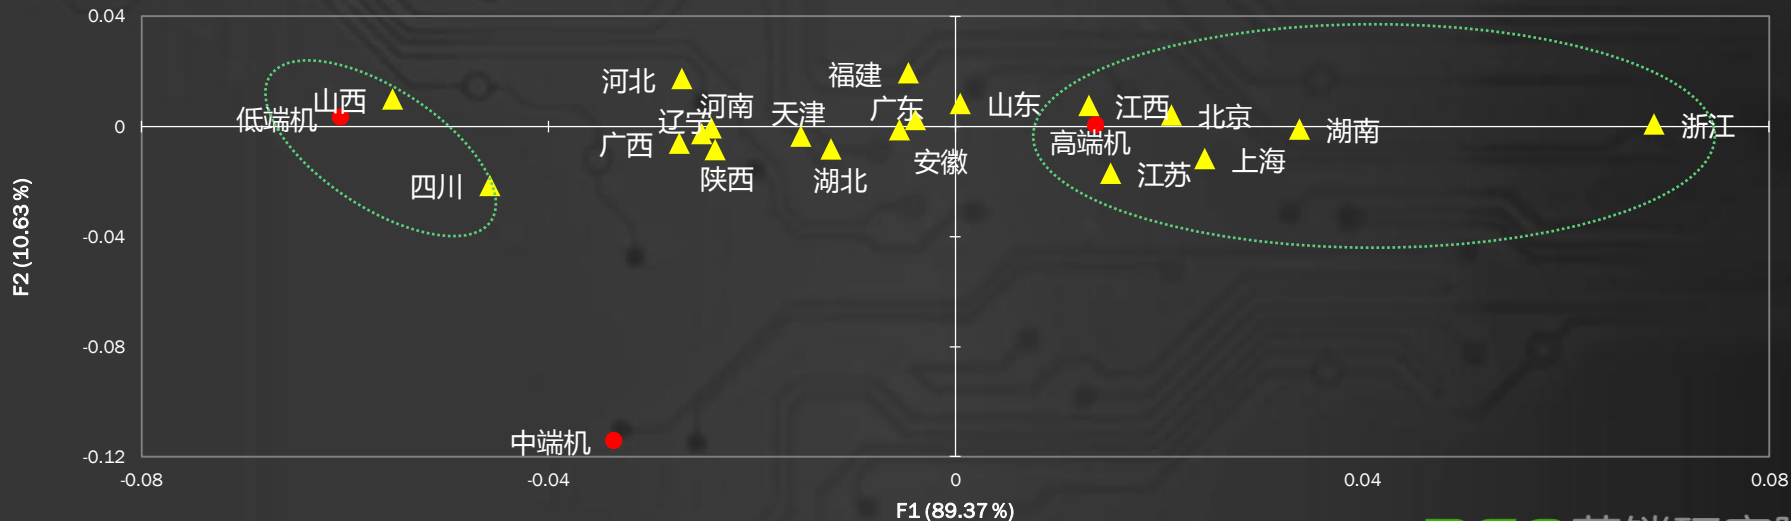 0.04
福建
河北
山西
河南
江西
山东
广东
天津
北京
低端机
辽宁
0
浙江
湖南
高端机
广西
安徽
上海
江苏
陕西
湖北
四川
-0.04
F2 (10.63 %)
-0.08
中端机
-0.12
-0.08
-0.04
0
0.04
0.08
F1 (89.37 %)